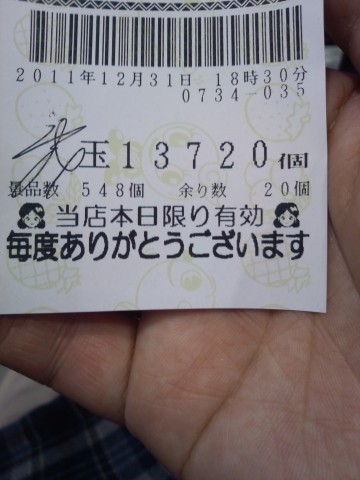 2011年12月31日 18時30分
0734-035
玉13720個
景品数 548個 余り数 20個
当店本日限り有効
毎度ありがとうございます